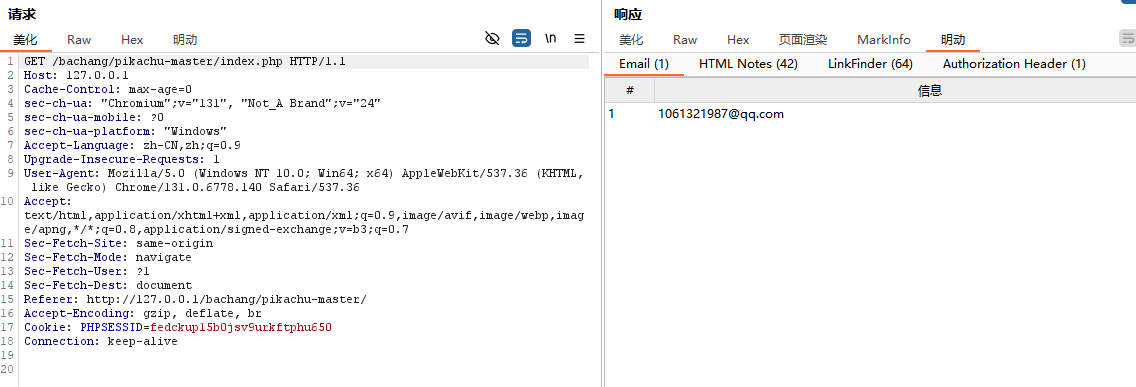 请求
美化 Raw Hex 明动 \n
1 GET /bachang/pikachu-master/index.php HTTP/1.1
2 Host: 127.0.0.1
3 Cache-Control: max-age=0
4 sec-ch-ua: "Chromium";v="131", "Not_A Brand";v="24"
5 sec-ch-ua-mobile: ?0
6 sec-ch-ua-platform: "Windows"
7 Accept-Language: zh-CN,zh;q=0.9
8 Upgrade-Insecure-Requests: 1
9 User-Agent: Mozilla/5.0 (Windows NT 10.0; Win64; x64) AppleWebKit/537.36 (KHTML,
like Gecko) Chrome/131.0.6778.140 Safari/537.36
10 Accept:
text/html,application/xhtml+xml,application/xml;q=0.9,image/avif,image/webp,imag
e/apng,*/*;q=0.8,application/signed-exchange;v=b3;q=0.7
11 Sec-Fetch-Site: same-origin
12 Sec-Fetch-Mode: navigate
13 Sec-Fetch-User: ?1
14 Sec-Fetch-Dest: document
15 Referer: http://127.0.0.1/bachang/pikachu-master/
16 Accept-Encoding: gzip, deflate, br
17 Cookie: PHPSESSID=fedckup15b0jsv9urkftphu650
18 Connection: keep-alive
19
20
响应
美化 Raw Hex 页面渲染 MarkInfo 明动
Email (1) HTML Notes (42) LinkFinder (64) Authorization Header (1)
# 信息
1 1061321987@qq.com